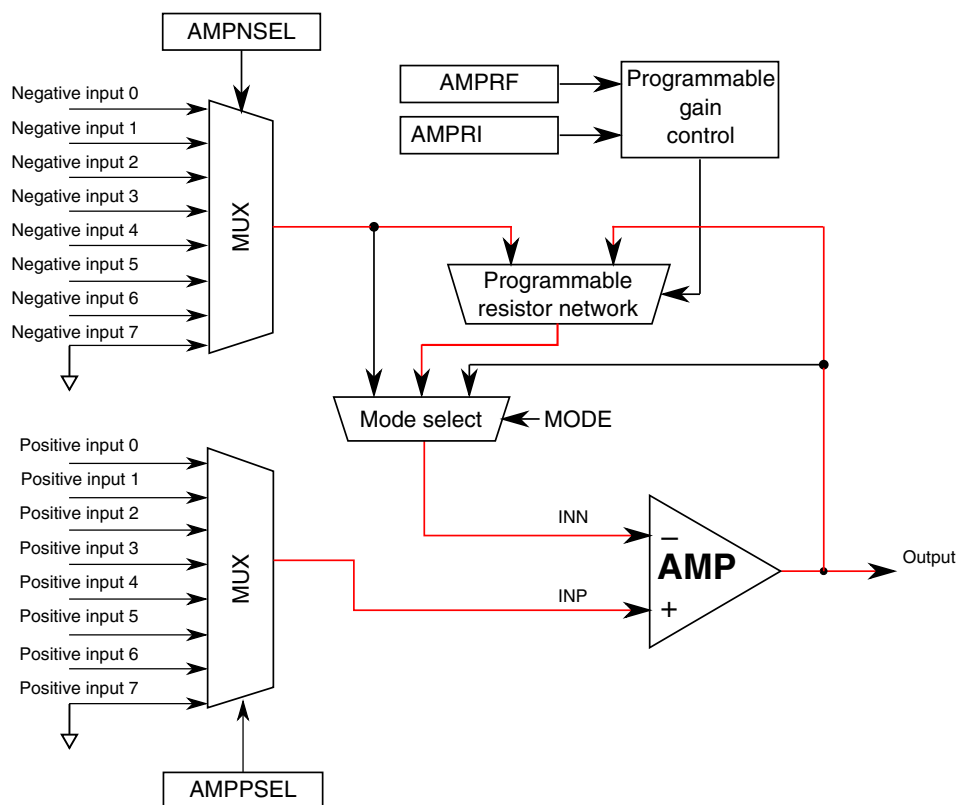 AMPNSEL
Negative input 0
Negative input 1
Negative input 2
Negative input 3
Negative input 4
Negative input 5
Negative input 6
Negative input 7
MUX
AMPRF
AMPRI
Programmable
gain
control
Programmable
resistor network
Mode select
MODE
Positive input 0
Positive input 1
Positive input 2
Positive input 3
Positive input 4
Positive input 5
Positive input 6
Positive input 7
MUX
INN
INP
−
AMP
+
Output
AMPPSEL